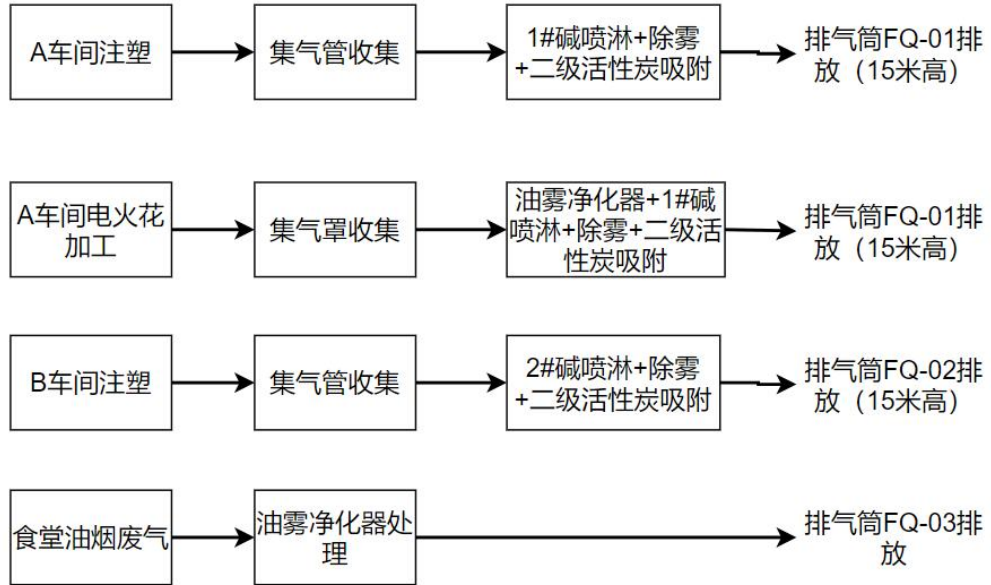 A车间注塑
集气管收集
1#碱喷淋+除雾
+二级活性炭吸附
排气筒FQ-01排
放（15米高）
A车间电火花
加工
集气罩收集
油雾净化器+1#碱
喷淋+除雾+二级活
性炭吸附
排气筒FQ-01排
放（15米高）
B车间注塑
集气管收集
2#碱喷淋+除雾
+二级活性炭吸附
排气筒FQ-02排
放（15米高）
食堂油烟废气
油雾净化器处
理
排气筒FQ-03排
放